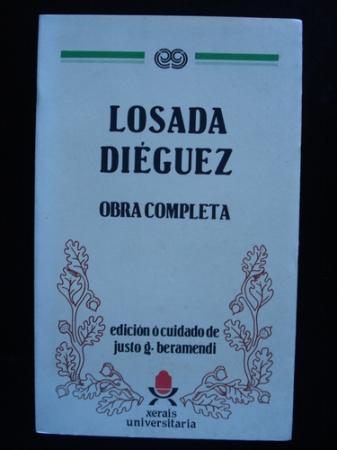 LOSADA
DIÉGUEZ
OBRA COMPLETA
edición ó cuidado de
justo g. beramendi
xerais
universitaria